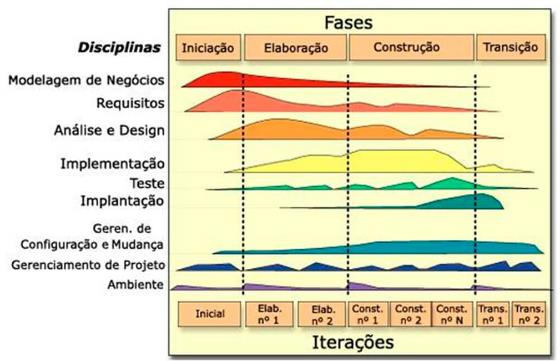 Fases
Disciplinas
Iniciação Elaboração Construção Transição
Modelagem de Negócios
Requisitos
Análise e Design
Implementação
Teste
Implantação
Geren. de
Configuração e Mudança
Gerenciamento de Projeto
Ambiente
Inicial
Elab.
nº 1
Elab.
nº 2
Const.
nº 1
Const.
nº 2
Const.
nº N
Trans.
nº 1
Trans.
nº 2
Iterações